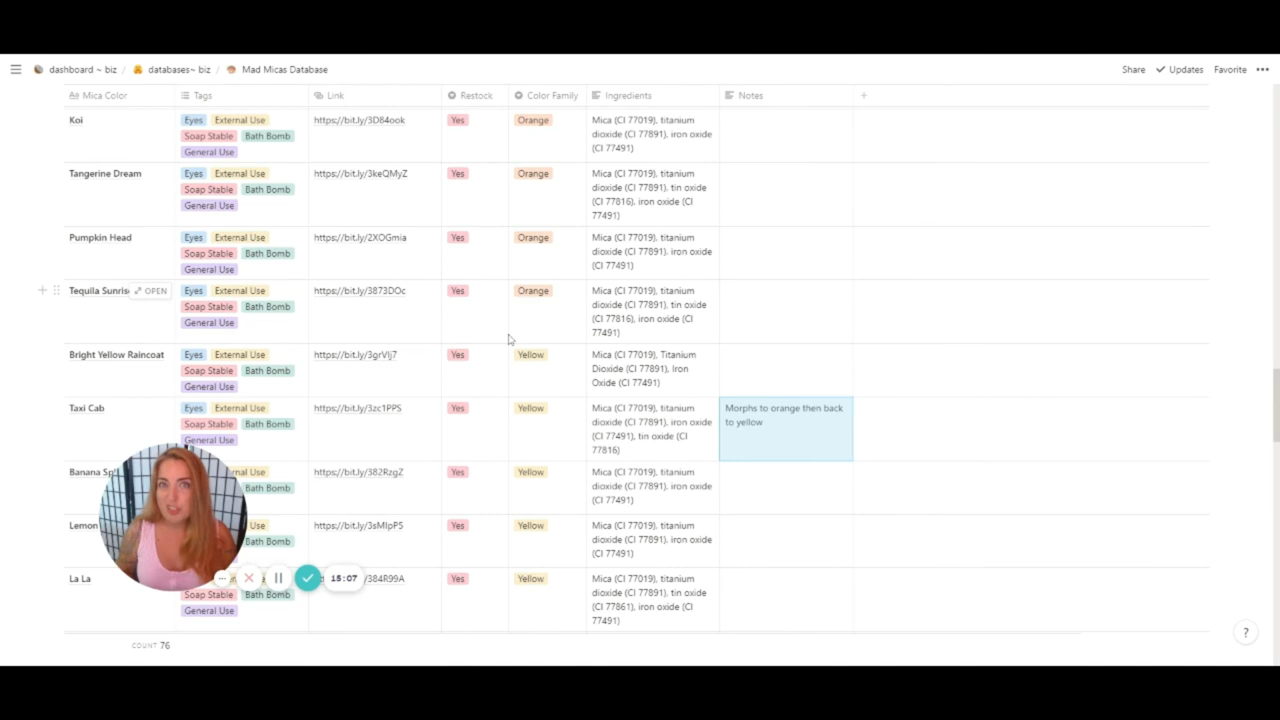 dashboard ~ biz / databases~ biz / Mad Micas Database Share Updates Favorite
Mica Color Tags Link Restock Color Family Ingredients Notes
Koi Eyes External Use https://bit.ly/3D84ook Yes Orange Mica (CI 77019), titanium
Soap Stable Bath Bomb dioxide (CI 77891), iron oxide
General Use (CI 77491)
Tangerine Dream Eyes External Use https://bit.ly/3keQMyZ Yes Orange Mica (CI 77019), titanium
Soap Stable Bath Bomb dioxide (CI 77891), tin oxide
General Use (CI 77816), iron oxide (CI
77491)
Pumpkin Head Eyes External Use https://bit.ly/2XOGmia Yes Orange Mica (CI 77019), titanium
Soap Stable Bath Bomb dioxide (CI 77891), iron oxide
General Use (CI 77491)
Tequila Sunris OPEN Eyes External Use https://bit.ly/3873DOc Yes Orange Mica (CI 77019), titanium
Soap Stable Bath Bomb dioxide (CI 77891), tin oxide
General Use (CI 77816), iron oxide (CI
77491)
Bright Yellow Raincoat Eyes External Use https://bit.ly/3grVlj7 Yes Yellow Mica (CI 77019), Titanium
Soap Stable Bath Bomb Dioxide (CI 77891), Iron
General Use Oxide (CI 77491)
Taxi Cab Eyes External Use https://bit.ly/3zc1PPS Yes Yellow Mica (CI 77019), titanium Morphs to orange then back
Soap Stable Bath Bomb dioxide (CI 77891), iron oxide to yellow
General Use (CI 77491), tin oxide (CI
77816)
Banana Use https://bit.ly/382RzgZ Yes Yellow Mica (CI 77019), titanium
Bath Bomb dioxide (CI 77891), iron oxide
(CI 77491)
Lemon Use https://bit.ly/3sMIpP5 Yes Yellow Mica (CI 77019), titanium
Bath Bomb dioxide (CI 77891), iron oxide
(CI 77491)
La La 15:07 /384R99A Yes Yellow Mica (CI 77019), titanium
Soap Stable Bath Bomb dioxide (CI 77891), tin oxide
General Use (CI 77861), iron oxide (CI
77491)
COUNT 76 ?